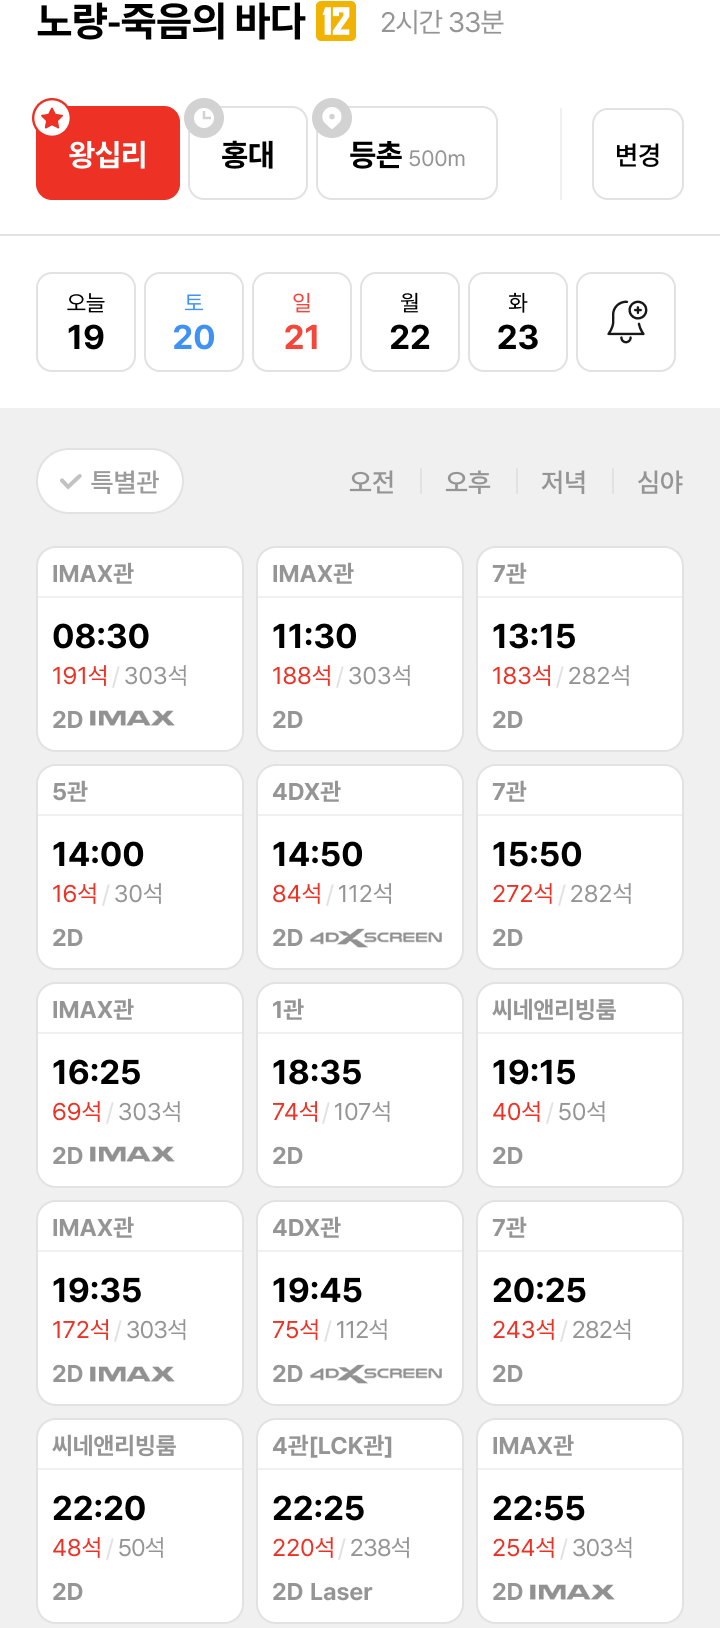 노량-죽음의 바다 12 2시간 33분
왕십리 홍대 등촌 500m 변경
오늘 토 일 월 화
19 20 21 22 23
특별관 오전 오후 저녁 심야
IMAX관 IMAX관 7관
08:30 11:30 13:15
191석/303석 188석/303석 183석/282석
2D IMAX 2D 2D
5관 4DX관 7관
14:00 14:50 15:50
16석/30석 84석/112석 272석/282석
2D 2D 4DXSCREEN 2D
IMAX관 1관 씨네앤리빙룸
16:25 18:35 19:15
69석/303석 74석/107석 40석/50석
2D IMAX 2D 2D
IMAX관 4DX관 7관
19:35 19:45 20:25
172석/303석 75석/112석 243석/282석
2D IMAX 2D 4DXSCREEN 2D
씨네앤리빙룸 4관[LCK관] IMAX관
22:20 22:25 22:55
48석/50석 220석/238석 254석/303석
2D 2D Laser 2D IMAX